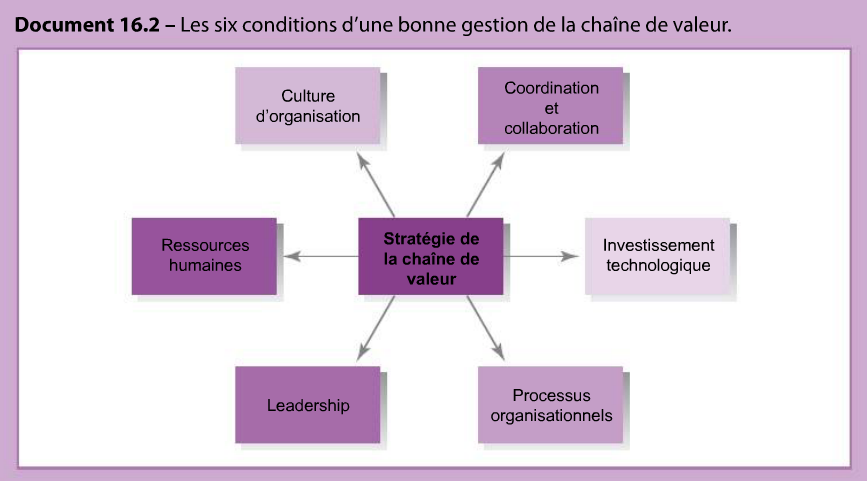 Document 16.2 – Les six conditions d’une bonne gestion de la chaîne de valeur.
Culture
d’organisation
Coordination
et
collaboration
Ressources
humaines
Stratégie de
la chaîne de
valeur
Investissement
technologique
Leadership
Processus
organisationnels